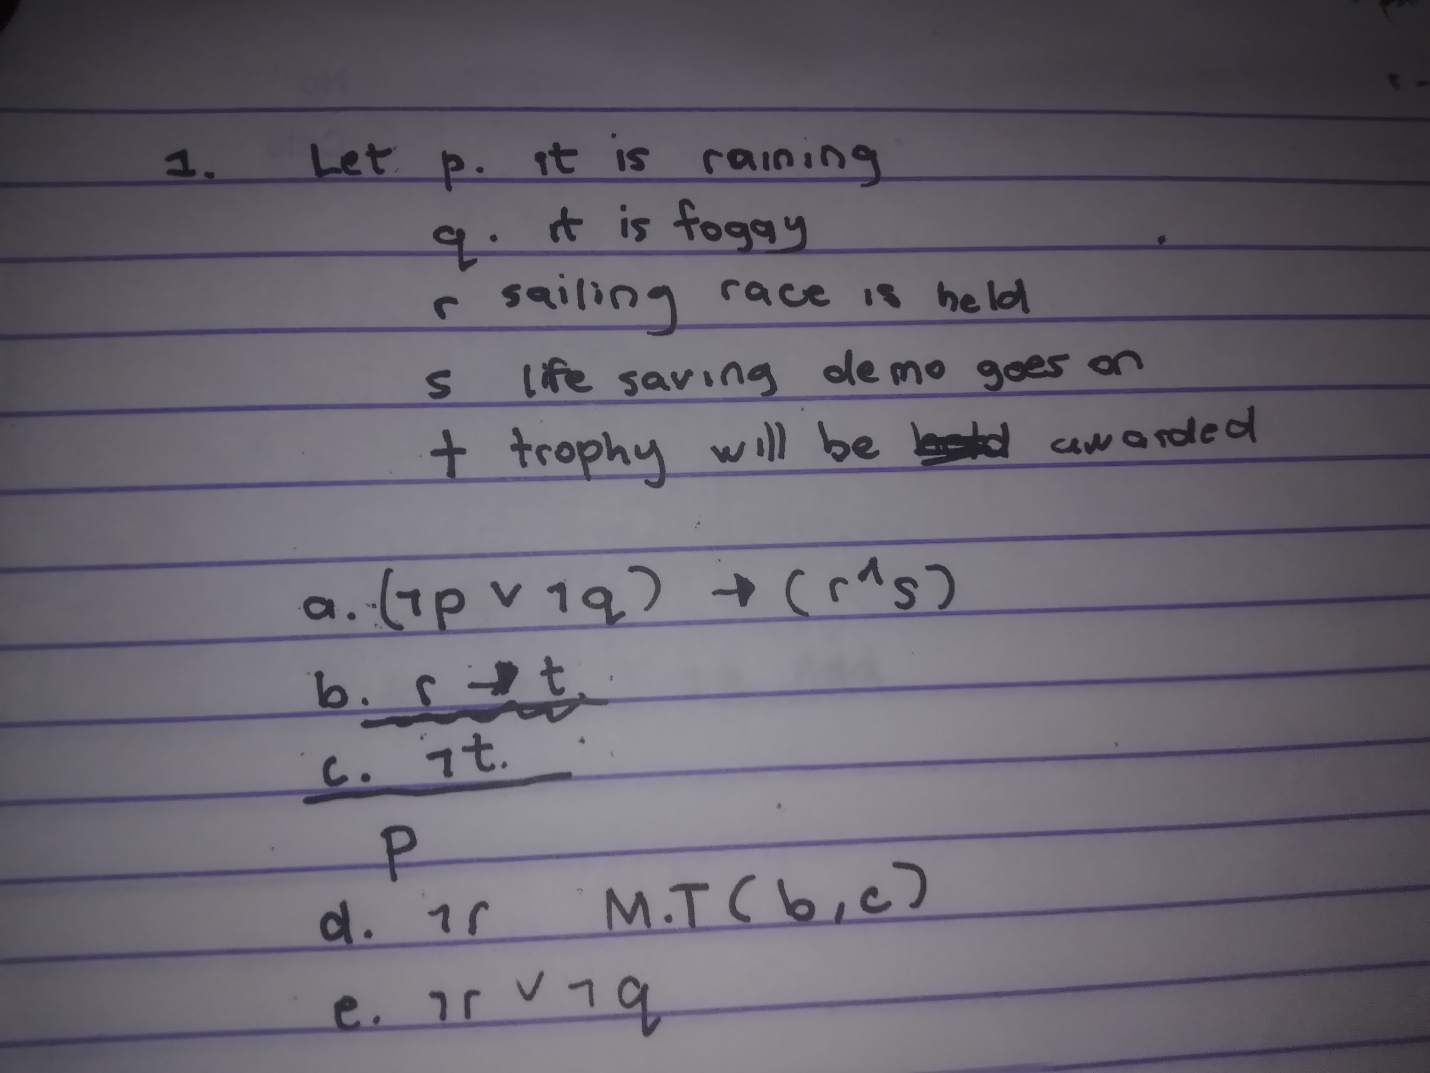 1. Let p. it is raining
q. it is foggy
r sailing race is held
s life saving demo goes on
t trophy will be awarded
a. (¬p ∨ ¬q) → (r ∧ s)
b. r → t.
c. ¬t.
p
d. ¬r M.T (b,c)
e. ¬r ∨ ¬q